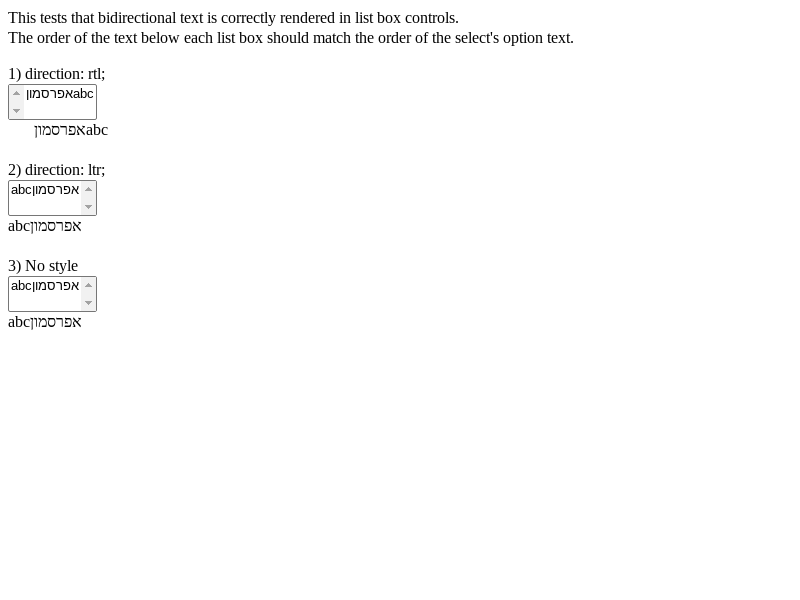 This tests that bidirectional text is correctly rendered in list box controls.
The order of the text below each list box should match the order of the select's option text.
1) direction: rtl;
abcאפרסמון
abcאפרסמון
2) direction: ltr;
abcאפרסמון
abcאפרסמון
3) No style
abcאפרסמון
abcאפרסמון